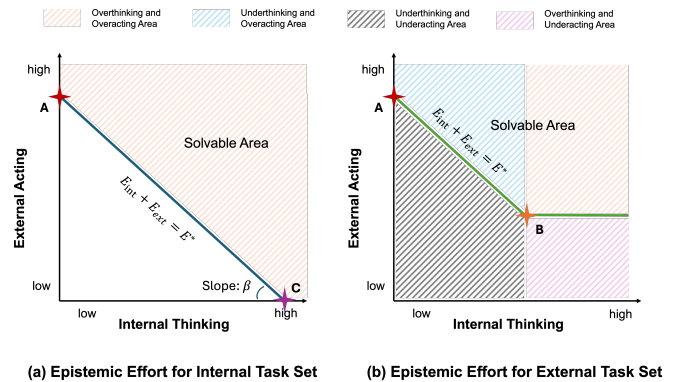 Overthinking and
Overacting Area
Underthinking and
Overacting Area
Underthinking and
Underacting Area
Overthinking and
Underacting Area
high
A
Solvable Area
E_int + E_ext = E*
External Acting
low
Slope: β
C
low
high
Internal Thinking
(a) Epistemic Effort for Internal Task Set
high
A
E_int + E_ext = E*
Solvable Area
External Acting
B
low
low
high
Internal Thinking
(b) Epistemic Effort for External Task Set